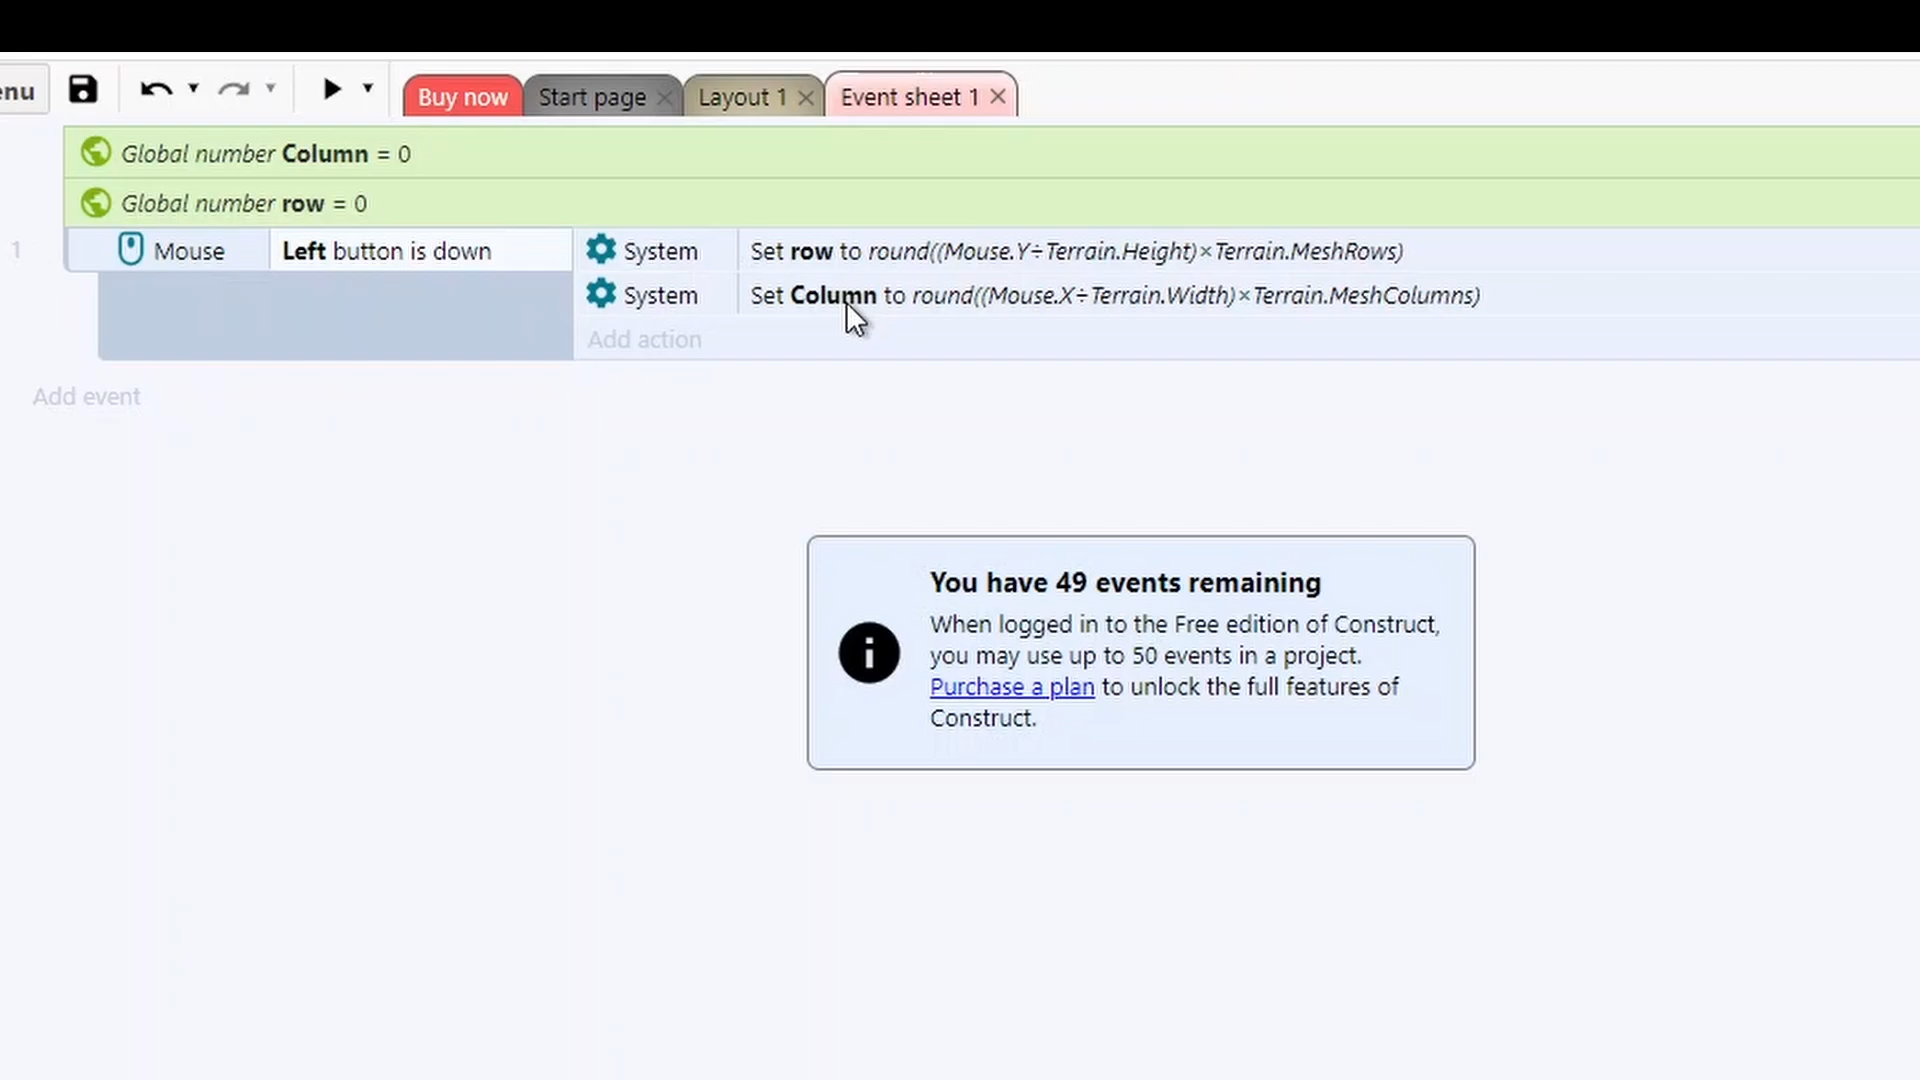 enu
Buy now
Start page
Layout 1
Event sheet 1
Global number Column = 0
Global number row = 0
1 Mouse Left button is down System Set row to round((Mouse.Y÷Terrain.Height)×Terrain.MeshRows)
System Set Column to round((Mouse.X÷Terrain.Width)×Terrain.MeshColumns)
Add action
Add event
You have 49 events remaining
When logged in to the Free edition of Construct,
you may use up to 50 events in a project.
Purchase a plan to unlock the full features of
Construct.